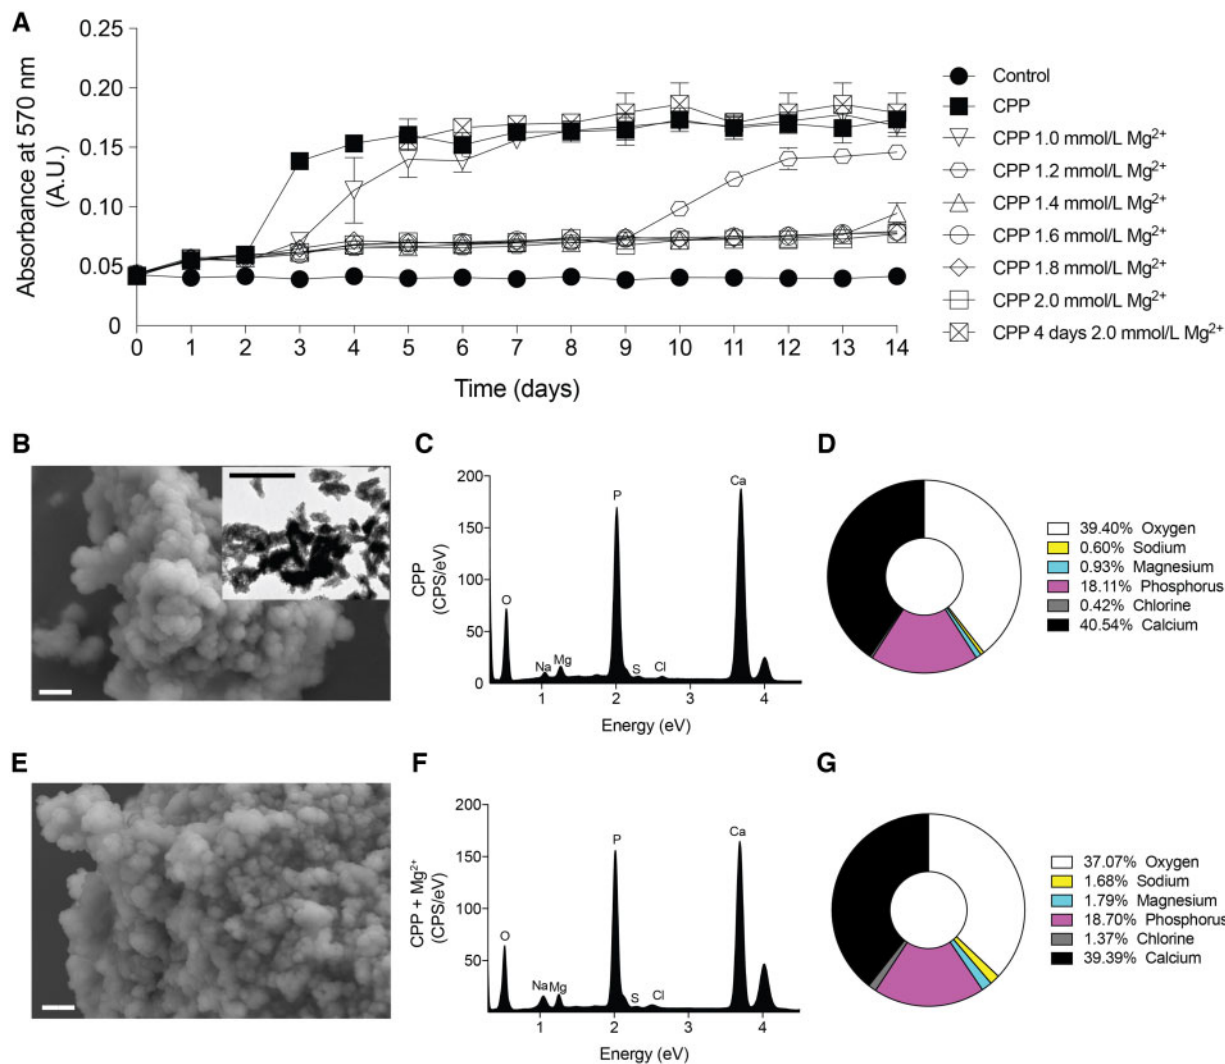 A
Absorbance at 570 nm
(A.U.)
0.25
0.20
0.15
0.10
0.05
0
0 1 2 3 4 5 6 7 8 9 10 11 12 13 14
Time (days)
Control
CPP
CPP 1.0 mmol/L Mg²⁺
CPP 1.2 mmol/L Mg²⁺
CPP 1.4 mmol/L Mg²⁺
CPP 1.6 mmol/L Mg²⁺
CPP 1.8 mmol/L Mg²⁺
CPP 2.0 mmol/L Mg²⁺
CPP 4 days 2.0 mmol/L Mg²⁺
B
C
CPP
(CPS/eV)
200
150
100
50
0
O
Na
Mg
P
S
Cl
Ca
1 2 3 4
Energy (eV)
D
39.40% Oxygen
0.60% Sodium
0.93% Magnesium
18.11% Phosphorus
0.42% Chlorine
40.54% Calcium
E
F
CPP + Mg²⁺
(CPS/eV)
200
150
100
50
O
Na
Mg
P
S
Cl
Ca
1 2 3 4
Energy (eV)
G
37.07% Oxygen
1.68% Sodium
1.79% Magnesium
18.70% Phosphorus
1.37% Chlorine
39.39% Calcium